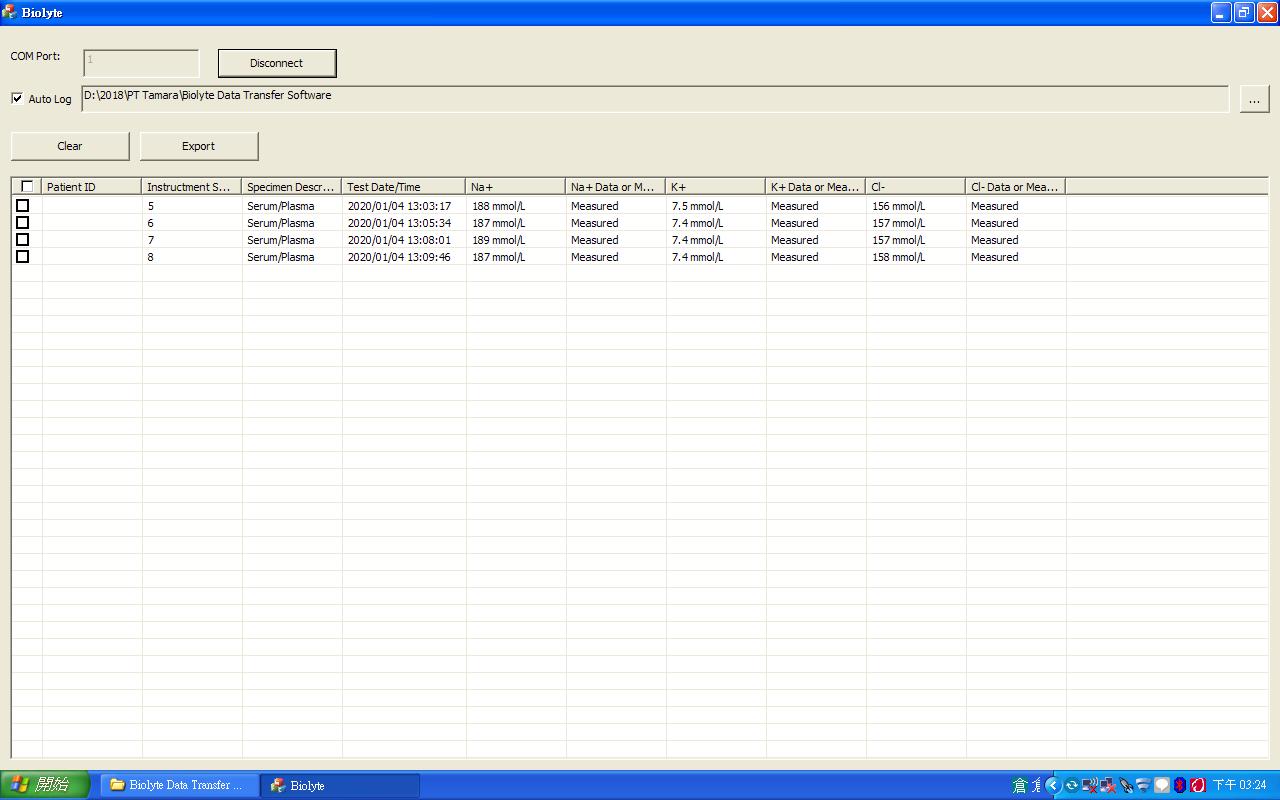 Biolyte
COM Port: 1 Disconnect
Auto Log D:\2018\PT Tamara\Biolyte Data Transfer Software ...
Clear Export
Patient ID Instructment S... Specimen Descr... Test Date/Time Na+ Na+ Data or M... K+ K+ Data or Mea... Cl- Cl- Data or Mea...
5 Serum/Plasma 2020/01/04 13:03:17 188 mmol/L Measured 7.5 mmol/L Measured 156 mmol/L Measured
6 Serum/Plasma 2020/01/04 13:05:34 187 mmol/L Measured 7.4 mmol/L Measured 157 mmol/L Measured
7 Serum/Plasma 2020/01/04 13:08:01 189 mmol/L Measured 7.4 mmol/L Measured 157 mmol/L Measured
8 Serum/Plasma 2020/01/04 13:09:46 187 mmol/L Measured 7.4 mmol/L Measured 158 mmol/L Measured
開始 Biolyte Data Transfer ... Biolyte 倉 下午 03:24